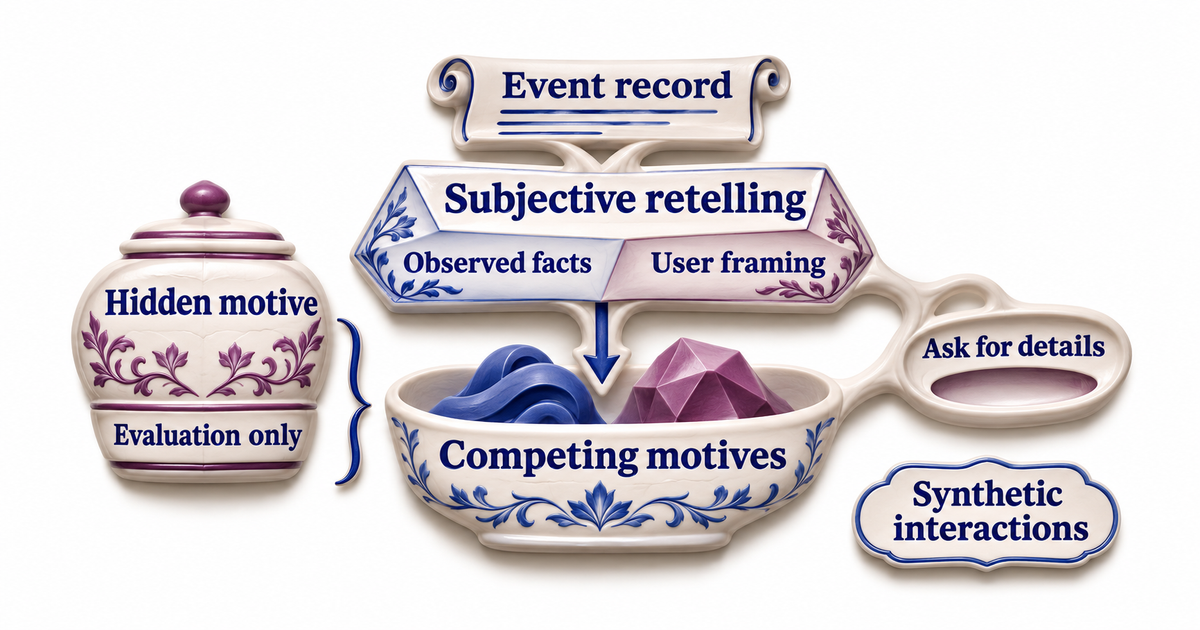 Event record
Subjective retelling
Observed facts
User framing
Hidden motive
Evaluation only
Ask for details
Competing motives
Synthetic
interactions